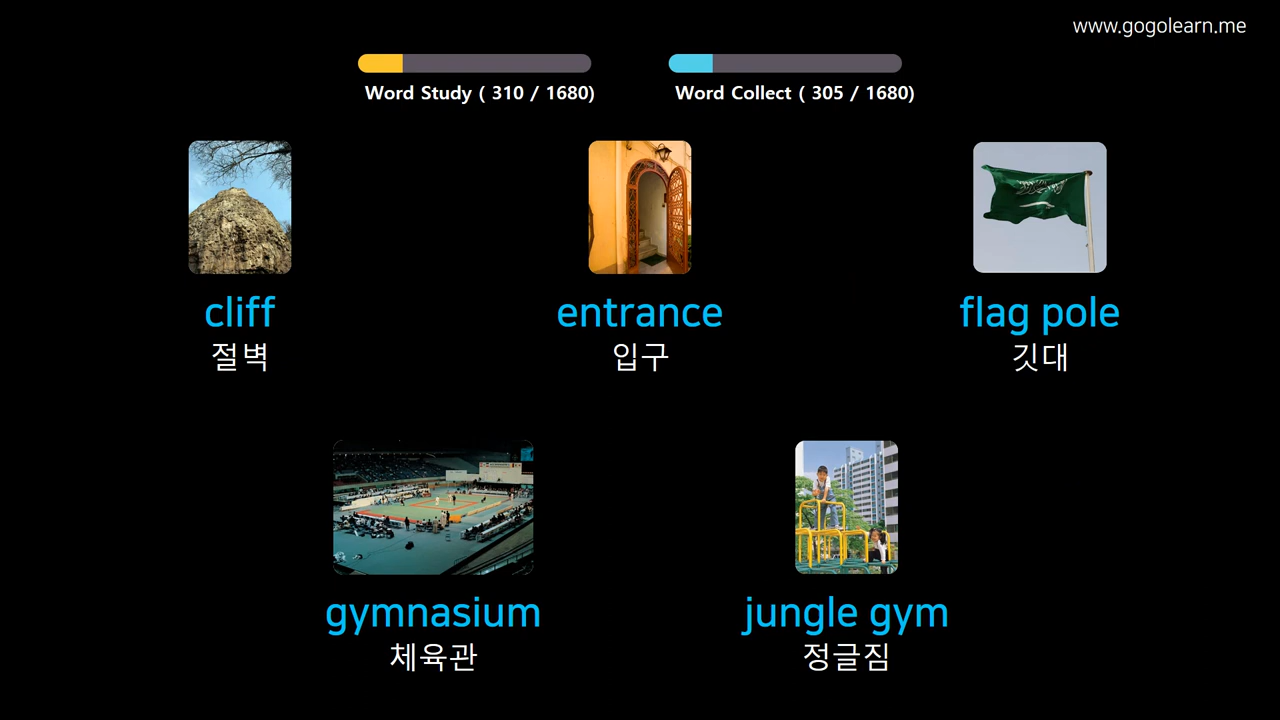 www.gogolearn.me
Word Study ( 310 / 1680)
Word Collect ( 305 / 1680)
cliff
절벽
entrance
입구
flag pole
깃대
gymnasium
체육관
jungle gym
정글짐